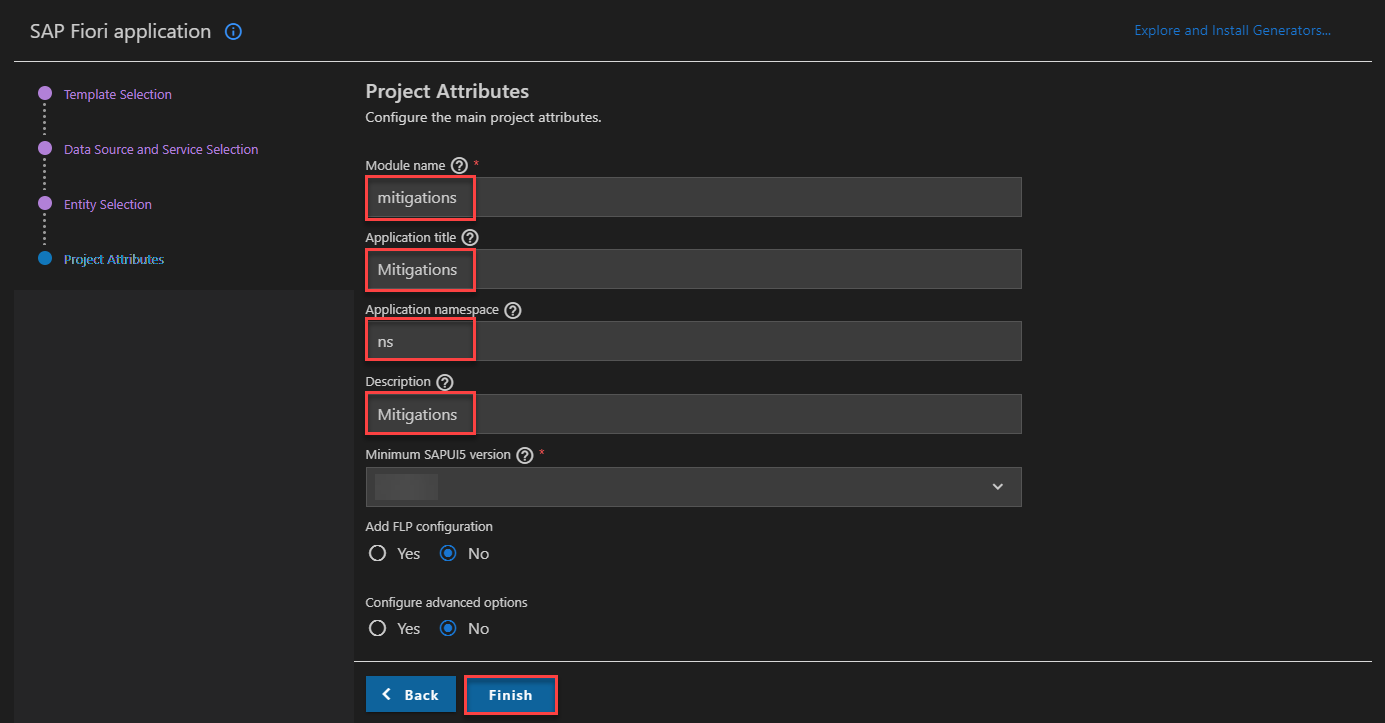 SAP Fiori application
Explore and Install Generators...
Template Selection
Data Source and Service Selection
Entity Selection
Project Attributes
Project Attributes
Configure the main project attributes.
Module name ? *
mitigations
Application title ?
Mitigations
Application namespace ?
ns
Description ?
Mitigations
Minimum SAPUI5 version ? *
Add FLP configuration
Yes No
Configure advanced options
Yes No
Back Finish